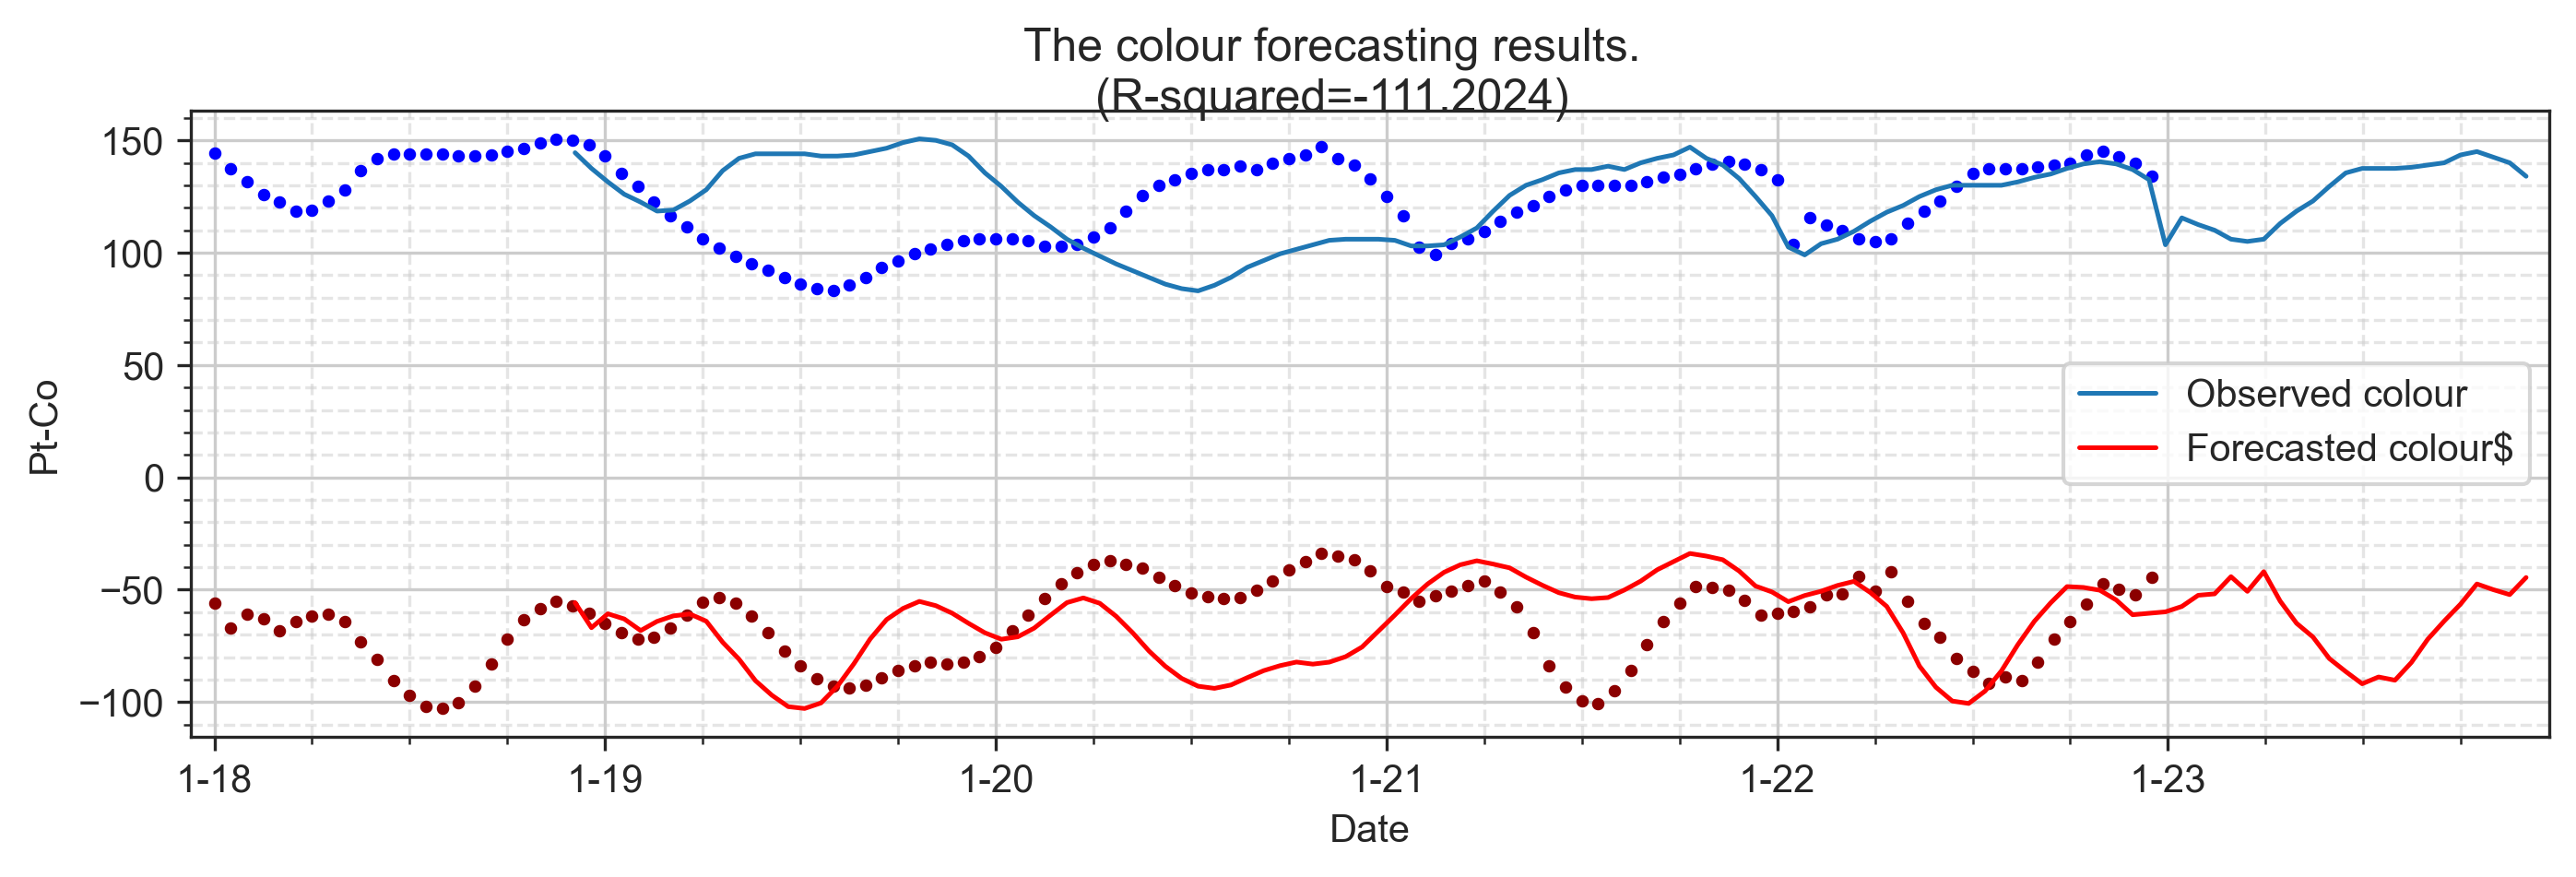 The colour forecasting results.
(R-squared=-111.2024)
150
100
50
0
−50
−100
Pt-Co
Observed colour
Forecasted colour$
1-18
1-19
1-20
1-21
1-22
1-23
Date